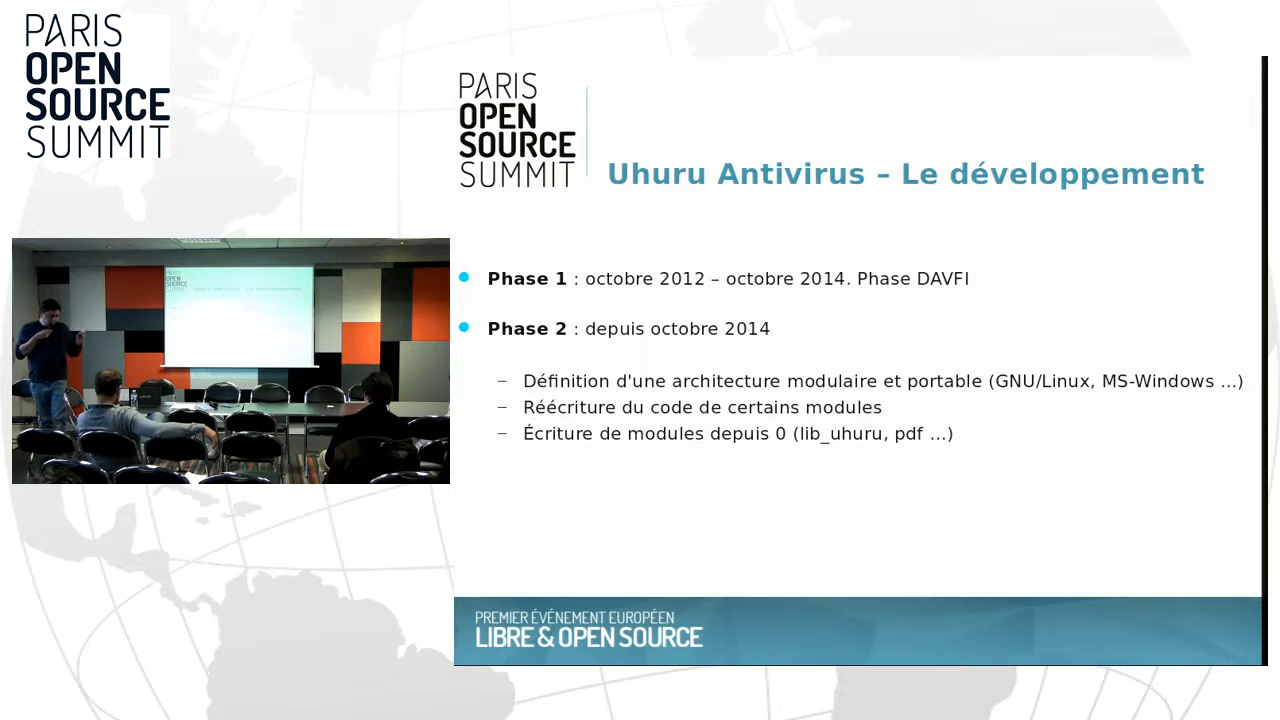 PARIS
OPEN
SOURCE
SUMMIT
PARIS
OPEN
SOURCE
SUMMIT
Uhuru Antivirus – Le développement
Phase 1 : octobre 2012 – octobre 2014. Phase DAVFI
Phase 2 : depuis octobre 2014
– Définition d'une architecture modulaire et portable (GNU/Linux, MS-Windows ...)
– Réécriture du code de certains modules
– Écriture de modules depuis 0 (lib_uhuru, pdf ...)
PREMIER ÉVÉNEMENT EUROPÉEN
LIBRE & OPEN SOURCE